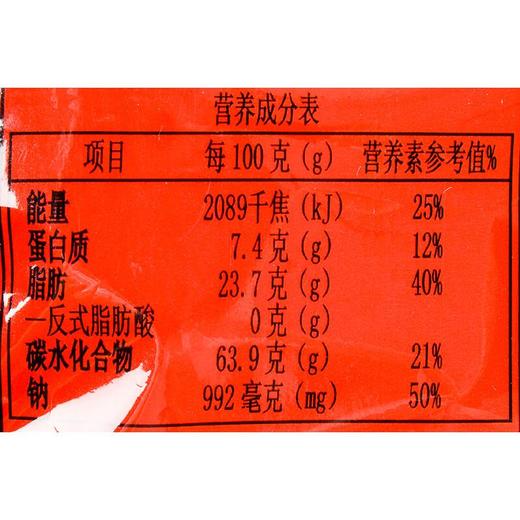 营养成分表
项目 每100克(g) 营养素参考值%
能量 2089千焦(kJ) 25%
蛋白质 7.4克(g) 12%
脂肪 23.7克(g) 40%
—反式脂肪酸 0克(g)
碳水化合物 63.9克(g) 21%
钠 992毫克(mg) 50%